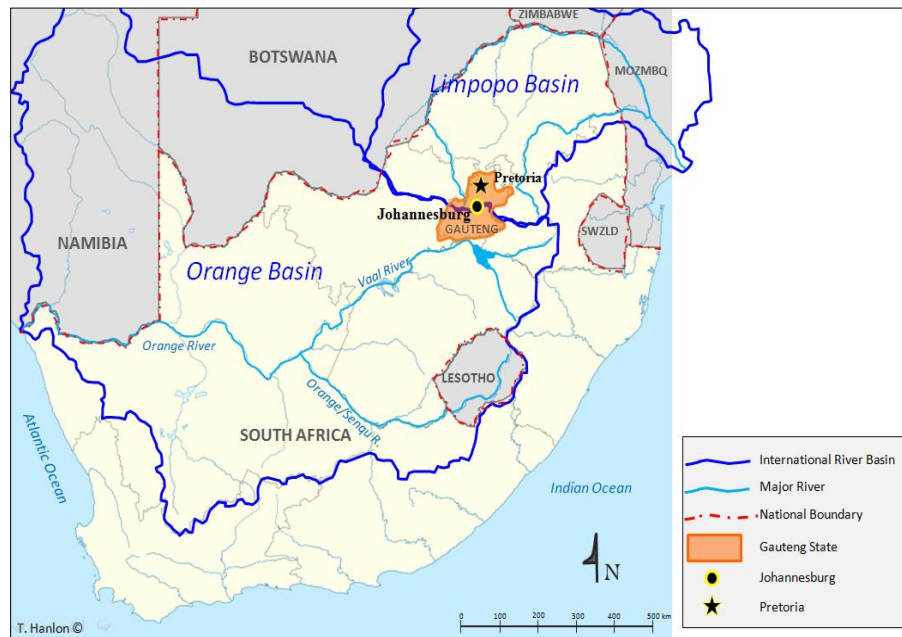 ZIMBABWE
BOTSWANA
MOZMBQ
Limpopo Basin
Pretoria
Johannesburg
GAUTENG
SWZLD
NAMIBIA
Orange Basin
Vaal River
Orange River
LESOTHO
Orange/Senqu R.
SOUTH AFRICA
Atlantic Ocean
Indian Ocean
N
0 100 200 300 400 500 km
T. Hanlon ©
International River Basin
Major River
National Boundary
Gauteng State
Johannesburg
Pretoria